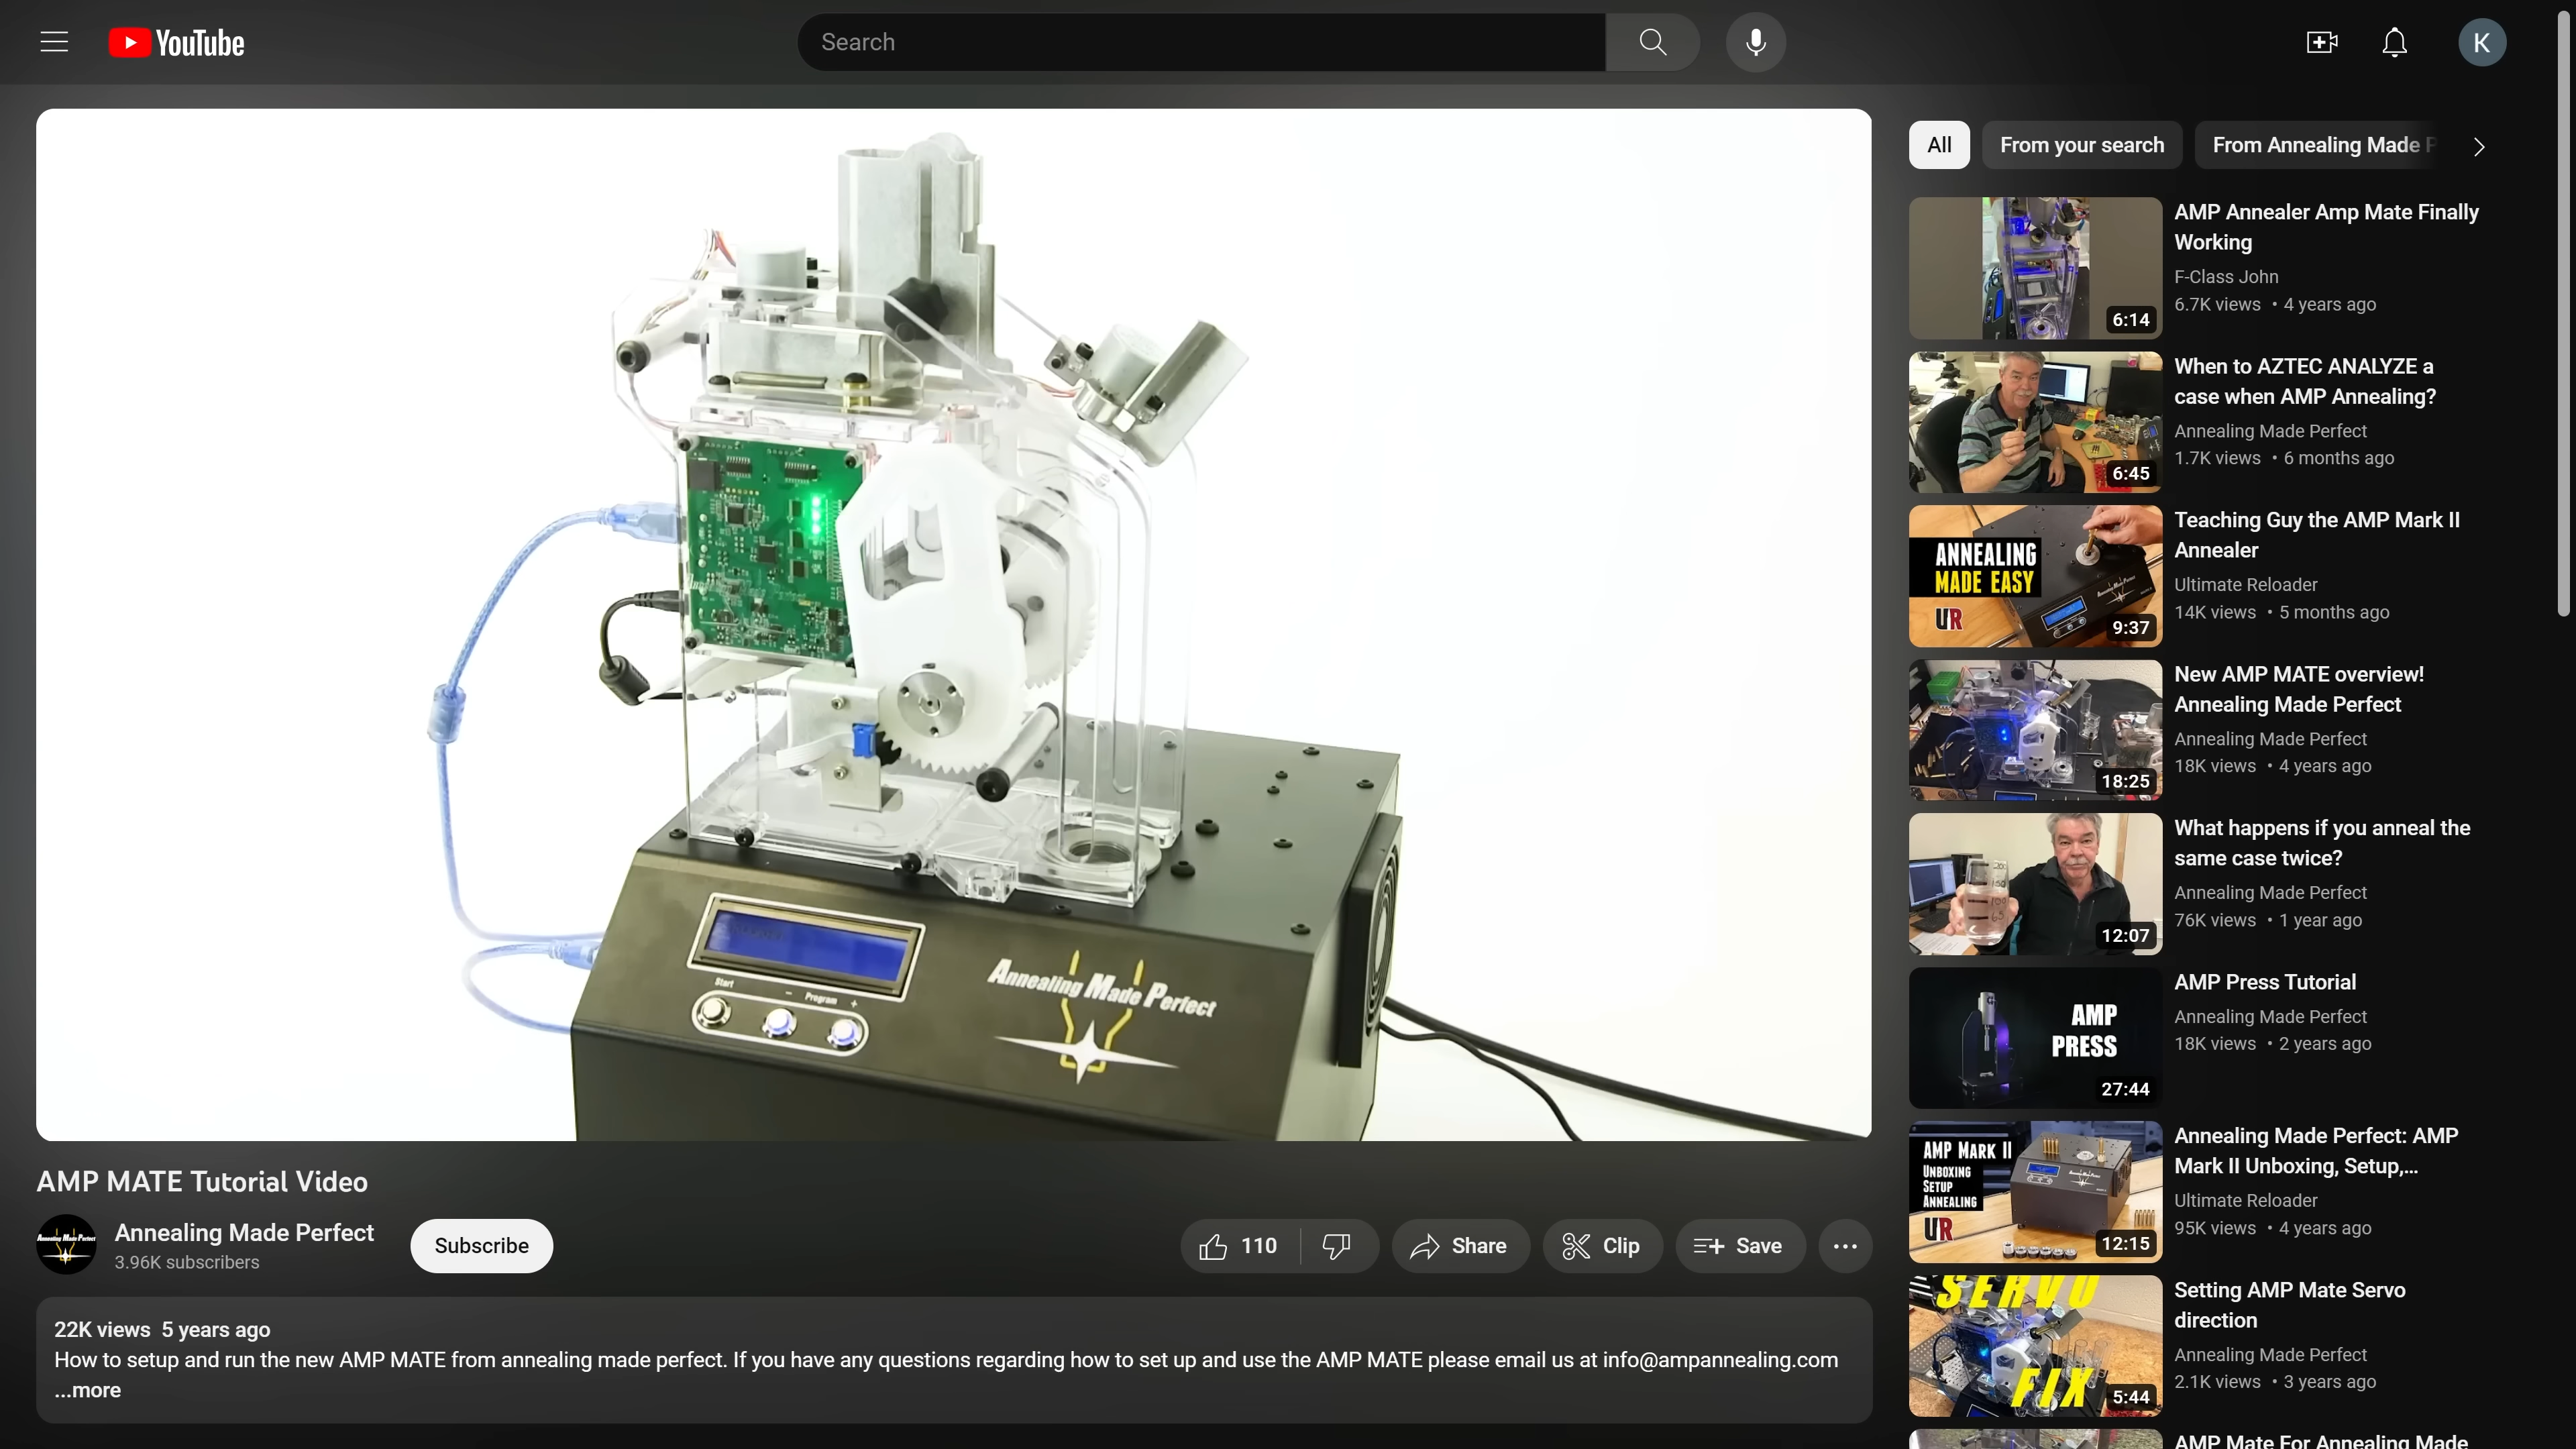 YouTube
Search
K
Start
− Program +
Annealing Made Perfect
AMP MATE Tutorial Video
Annealing Made Perfect
Annealing Made Perfect
3.96K subscribers
Subscribe
110
Share
Clip
Save
22K views 5 years ago
How to setup and run the new AMP MATE from annealing made perfect. If you have any questions regarding how to set up and use the AMP MATE please email us at info@ampannealing.com
...more
All
From your search
From Annealing Made P
6:14
AMP Annealer Amp Mate Finally
Working
F-Class John
6.7K views • 4 years ago
6:45
When to AZTEC ANALYZE a
case when AMP Annealing?
Annealing Made Perfect
1.7K views • 6 months ago
ANNEALING
MADE EASY
UR
9:37
Teaching Guy the AMP Mark II
Annealer
Ultimate Reloader
14K views • 5 months ago
18:25
New AMP MATE overview!
Annealing Made Perfect
Annealing Made Perfect
18K views • 4 years ago
12:07
What happens if you anneal the
same case twice?
Annealing Made Perfect
76K views • 1 year ago
AMP
PRESS
27:44
AMP Press Tutorial
Annealing Made Perfect
18K views • 2 years ago
AMP MARK II
UNBOXING
SETUP
ANNEALING
UR
12:15
Annealing Made Perfect: AMP
Mark II Unboxing, Setup,...
Ultimate Reloader
95K views • 4 years ago
SERVO
FIX
5:44
Setting AMP Mate Servo
direction
Annealing Made Perfect
2.1K views • 3 years ago
AMP Mate For Annealing Made